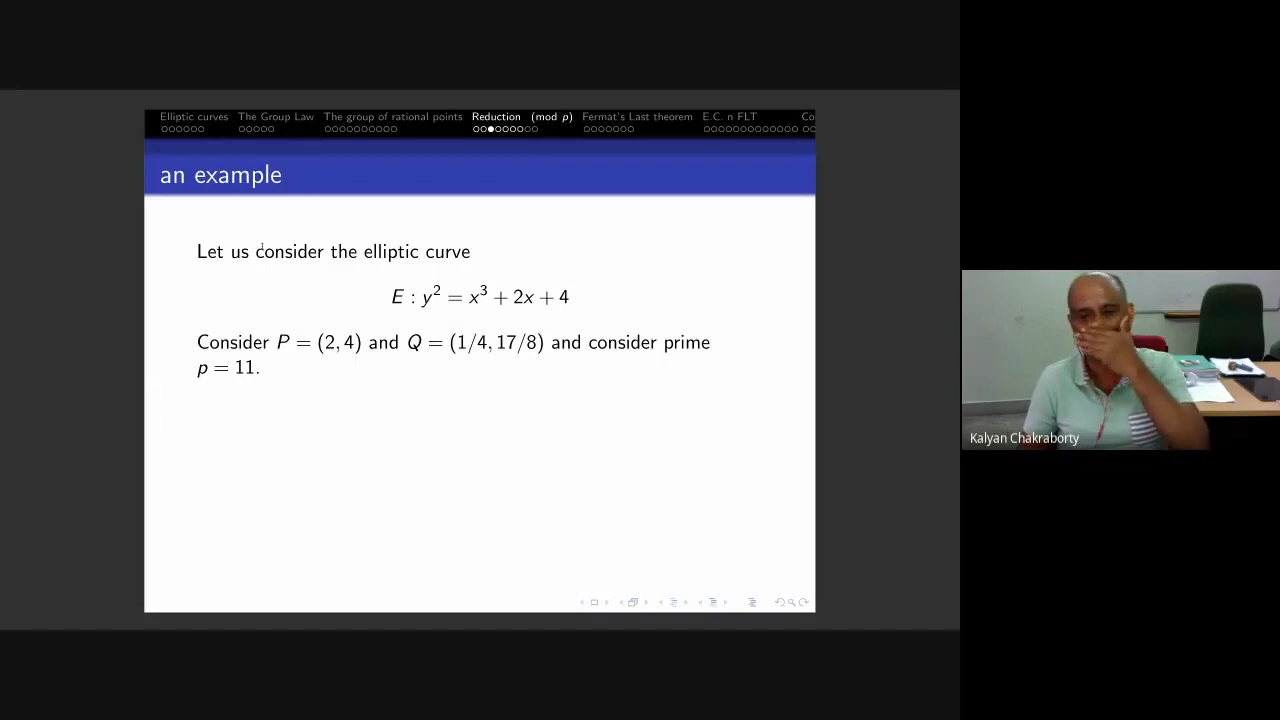 Elliptic curves The Group Law The group of rational points Reduction (mod p) Fermat's Last theorem E.C. n FLT Co
an example
Let us consider the elliptic curve
E : y² = x³ + 2x + 4
Consider P = (2, 4) and Q = (1/4, 17/8) and consider prime
p = 11.
Kalyan Chakraborty